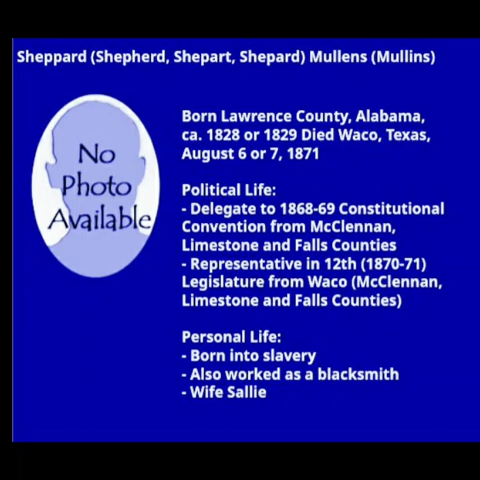 Sheppard (Shepherd, Shepart, Shepard) Mullens (Mullins)
No
Photo
Available
Born Lawrence County, Alabama,
ca. 1828 or 1829 Died Waco, Texas,
August 6 or 7, 1871
Political Life:
- Delegate to 1868-69 Constitutional
Convention from McClennan,
Limestone and Falls Counties
- Representative in 12th (1870-71)
Legislature from Waco (McClennan,
Limestone and Falls Counties)
Personal Life:
- Born into slavery
- Also worked as a blacksmith
- Wife Sallie